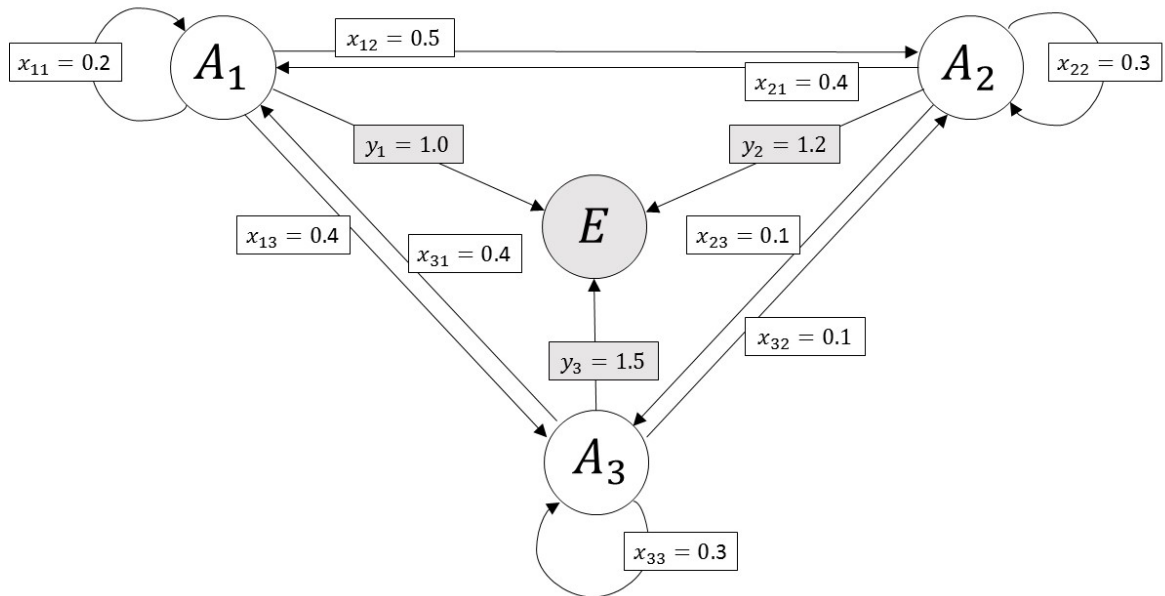 x₁₁ = 0.2
A₁
x₁₂ = 0.5
x₂₁ = 0.4
A₂
x₂₂ = 0.3
y₁ = 1.0
y₂ = 1.2
E
x₁₃ = 0.4
x₃₁ = 0.4
x₂₃ = 0.1
x₃₂ = 0.1
y₃ = 1.5
A₃
x₃₃ = 0.3